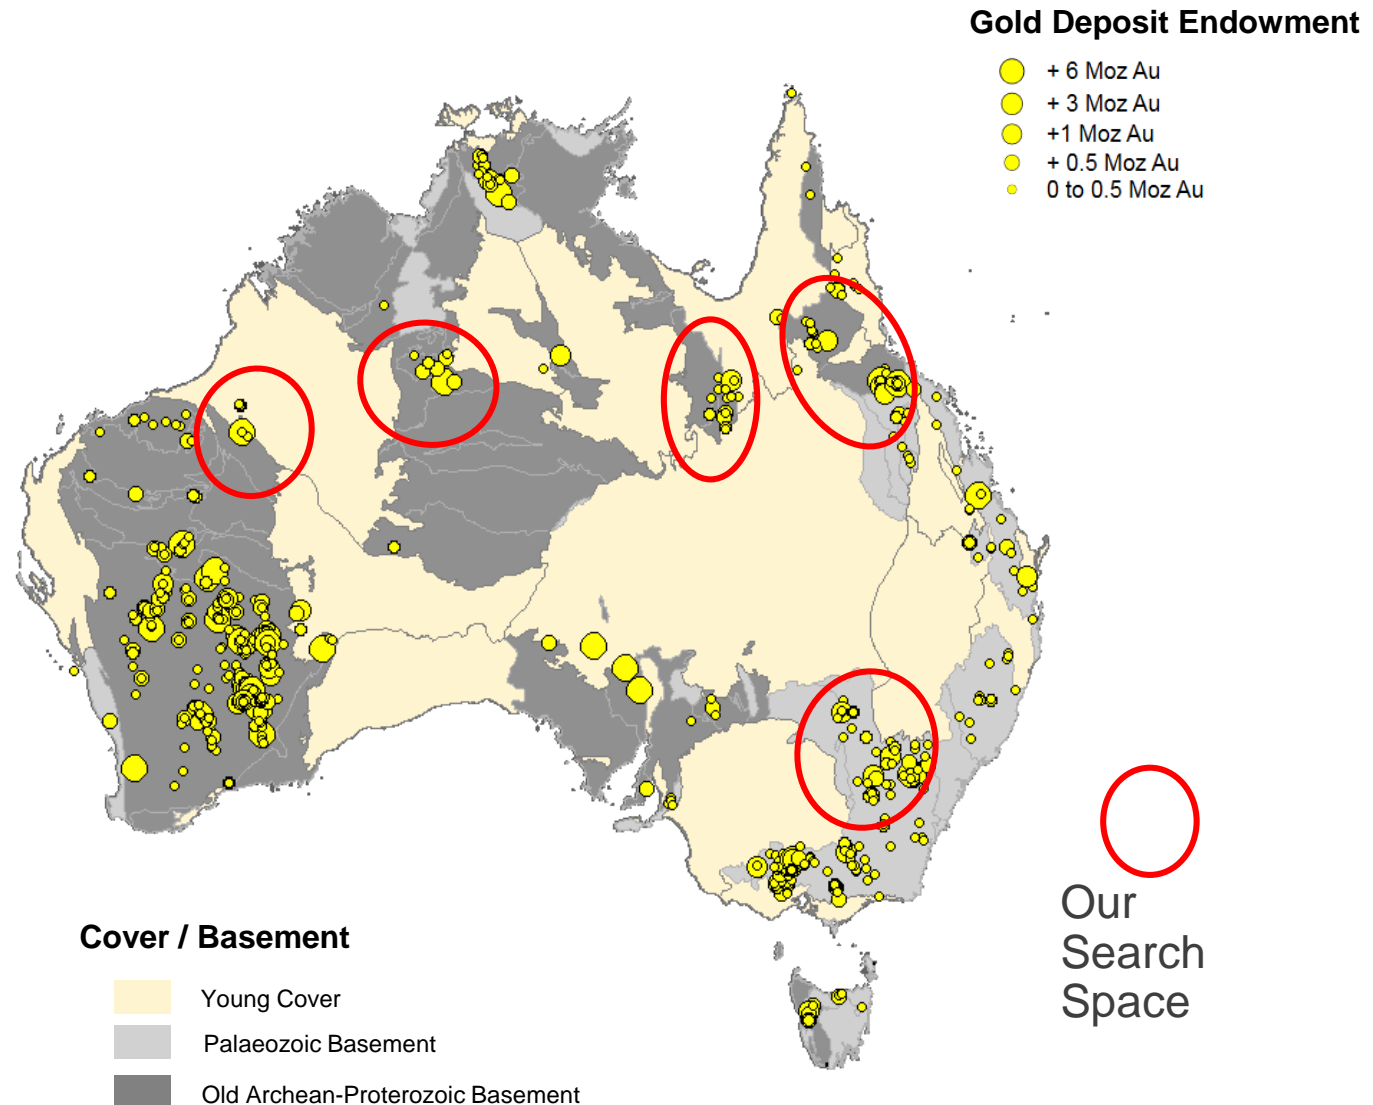 Gold Deposit Endowment
+ 6 Moz Au
+ 3 Moz Au
+1 Moz Au
+ 0.5 Moz Au
0 to 0.5 Moz Au
Our
Search
Space
Cover / Basement
Young Cover
Palaeozoic Basement
Old Archean-Proterozoic Basement